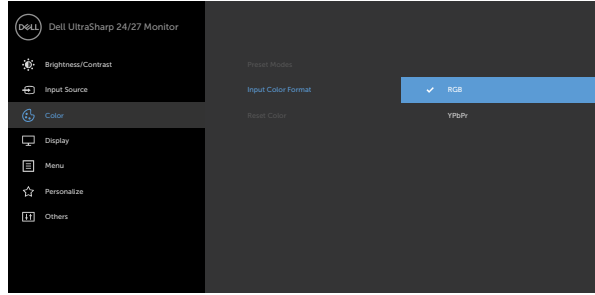 DELL Dell UltraSharp 24/27 Monitor
Brightness/Contrast
Preset Modes
Input Source
Input Color Format
RGB
Color
Reset Color
YPbPr
Display
Menu
Personalize
Others